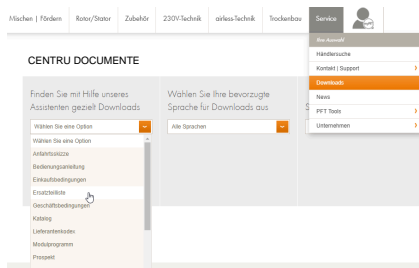 Mischen | Fördern Rotor/Stator Zubehör 230V-Technik airless-Technic Trockenbau Service
Ihre Auswahl
Händlersuche
Kontakt | Support
Downloads
News
PFT Tools
Unternehmen
CENTRU DOCUMENTE
Finden Sie mit Hilfe unseres
Assistenten gezielt Downloads
Wählen Sie eine Option
Wählen Sie eine Option
Anfahrtsskizze
Bedienungsanleitung
Einkaufsbedingungen
Ersatzteilliste
Geschäftsbedingungen
Katalog
Lieferantenkodex
Modulprogramm
Prospekt
Wählen Sie Ihre bevorzugte
Sprache für Downloads aus
Alle Sprachen
S